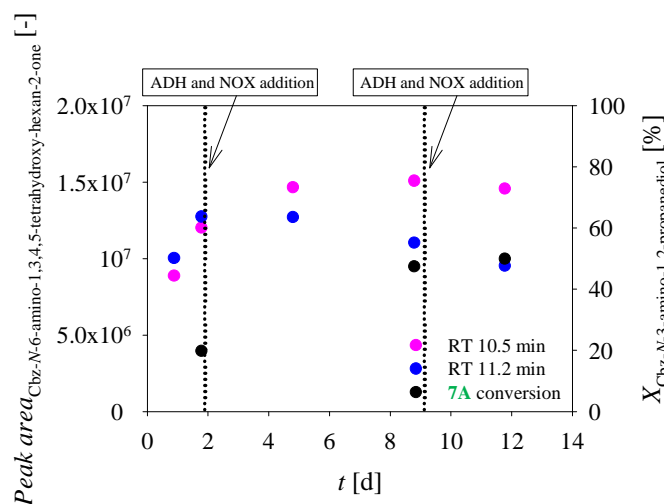 Peak area Cbz-N-6-amino-1,3,4,5-tetrahydroxy-hexan-2-one [-]
ADH and NOX addition
ADH and NOX addition
2.0x10⁷
1.5x10⁷
10⁷
5.0x10⁶
0
100
80
60
40
20
0
X Cbz-N-3-amino-1,2-propanediol [%]
RT 10.5 min
RT 11.2 min
7A conversion
0 2 4 6 8 10 12 14
t [d]